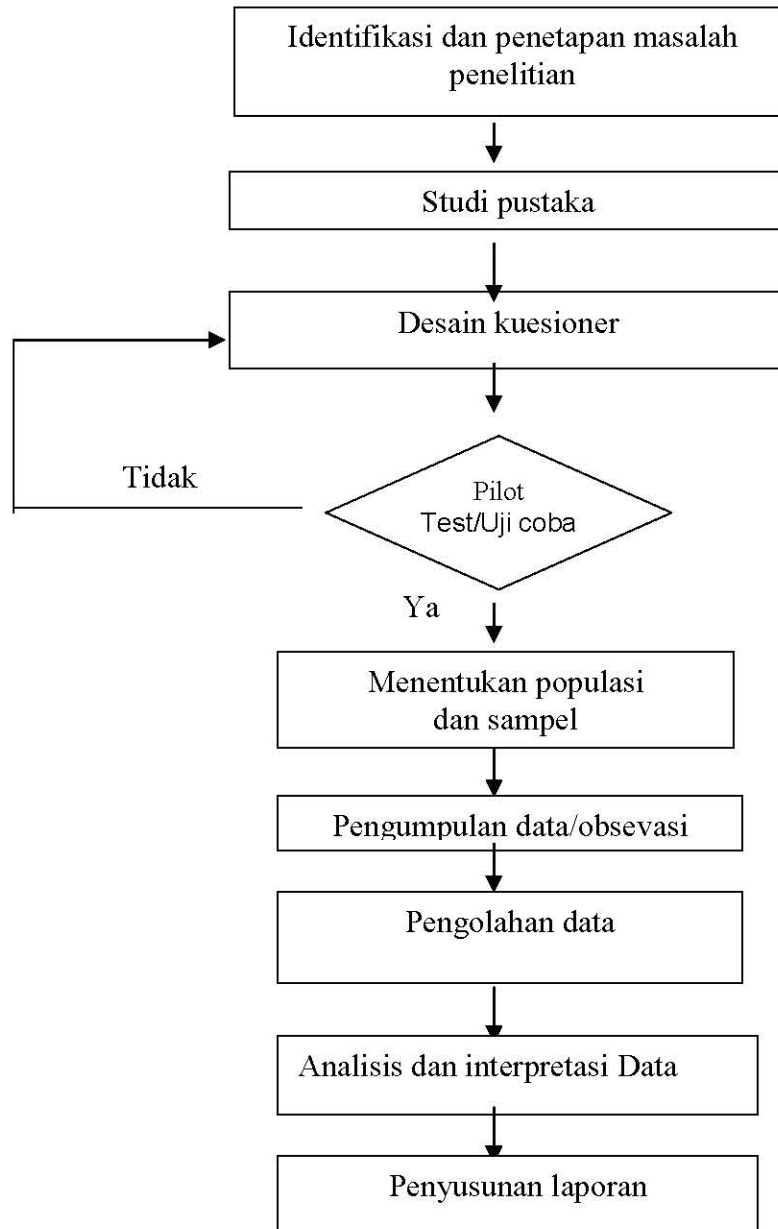 Identifikasi dan penetapan masalah
penelitian
Studi pustaka
Desain kuesioner
Tidak
Pilot
Test/Uji coba
Ya
Menentukan populasi
dan sampel
Pengumpulan data/obsevasi
Pengolahan data
Analisis dan interpretasi Data
Penyusunan laporan